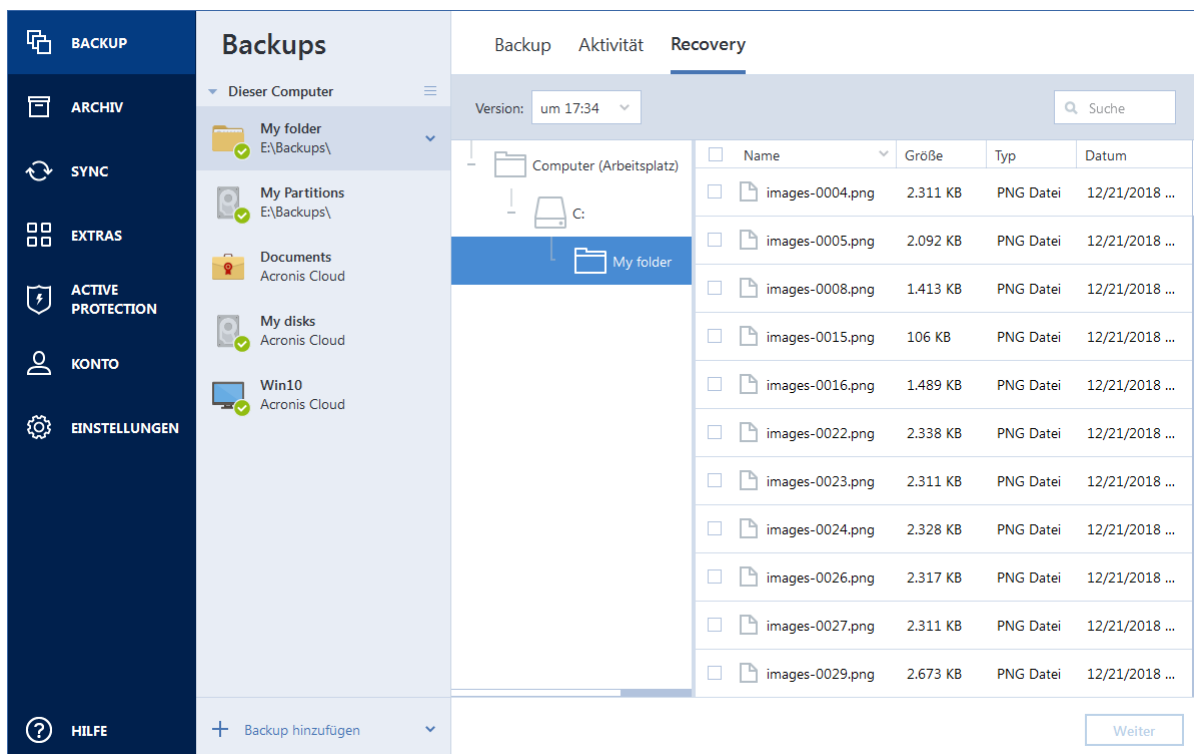 BACKUP
ARCHIV
SYNC
EXTRAS
ACTIVE
PROTECTION
KONTO
EINSTELLUNGEN
HILFE
Backups
Dieser Computer
My folder
E:\Backups\
My Partitions
E:\Backups\
Documents
Acronis Cloud
My disks
Acronis Cloud
Win10
Acronis Cloud
Backup hinzufügen
Backup Aktivität Recovery
Version: um 17:34 Suche
Computer (Arbeitsplatz)
C:
My folder
Name Größe Typ Datum
images-0004.png 2.311 KB PNG Datei 12/21/2018 ...
images-0005.png 2.092 KB PNG Datei 12/21/2018 ...
images-0008.png 1.413 KB PNG Datei 12/21/2018 ...
images-0015.png 106 KB PNG Datei 12/21/2018 ...
images-0016.png 1.489 KB PNG Datei 12/21/2018 ...
images-0022.png 2.338 KB PNG Datei 12/21/2018 ...
images-0023.png 2.311 KB PNG Datei 12/21/2018 ...
images-0024.png 2.328 KB PNG Datei 12/21/2018 ...
images-0026.png 2.317 KB PNG Datei 12/21/2018 ...
images-0027.png 2.311 KB PNG Datei 12/21/2018 ...
images-0029.png 2.673 KB PNG Datei 12/21/2018 ...
Weiter